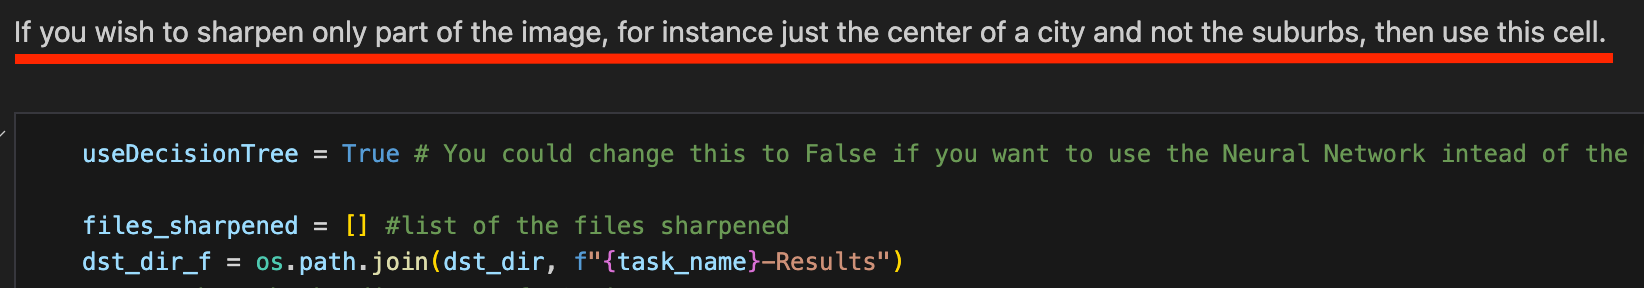 If you wish to sharpen only part of the image, for instance just the center of a city and not the suburbs, then use this cell.
useDecisionTree = True # You could change this to False if you want to use the Neural Network intead of the
files_sharpened = [] #list of the files sharpened
dst_dir_f = os.path.join(dst_dir, f"{task_name}-Results")